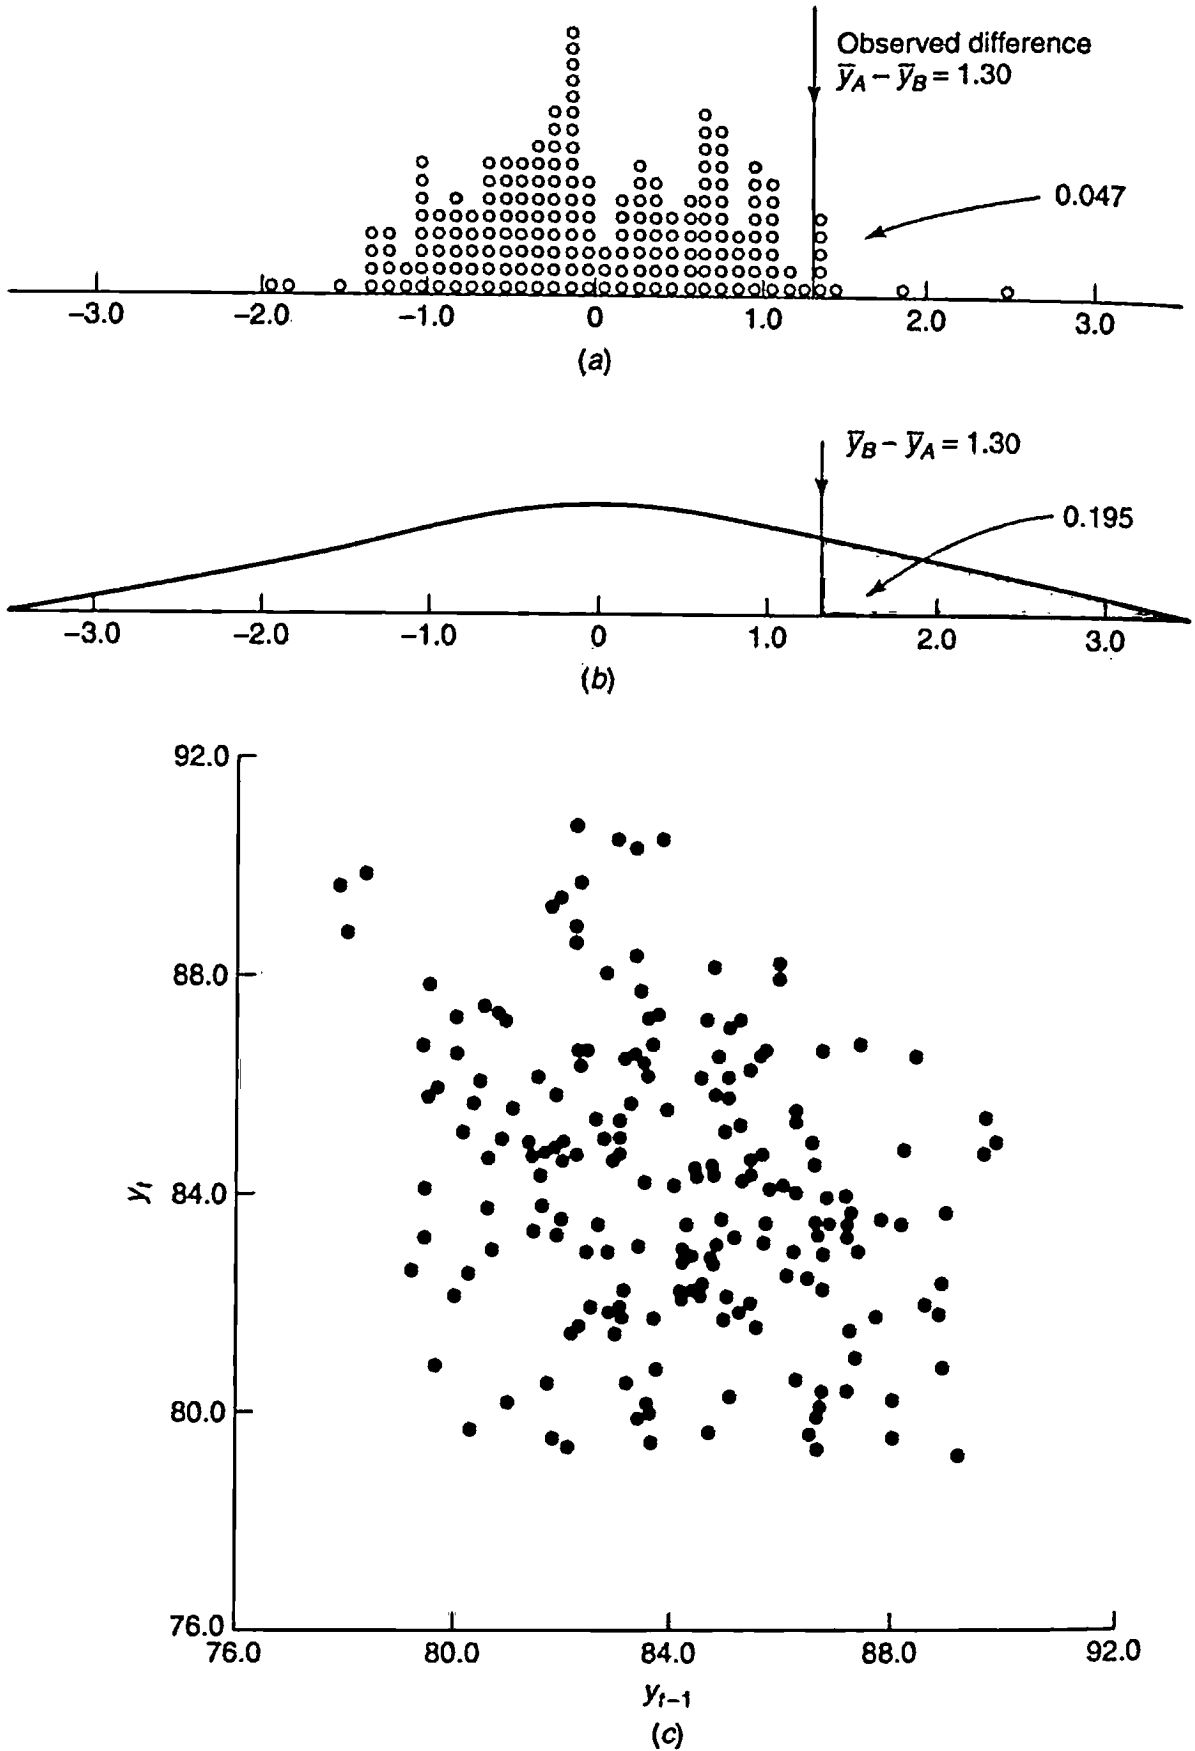 Observed difference
ȳA – ȳB = 1.30
0.047
–3.0 –2.0 –1.0 0 1.0 2.0 3.0
(a)
ȳB – ȳA = 1.30
0.195
–3.0 –2.0 –1.0 0 1.0 2.0 3.0
(b)
92.0
88.0
yt
84.0
80.0
76.0
76.0 80.0 84.0 88.0 92.0
yt–1
(c)